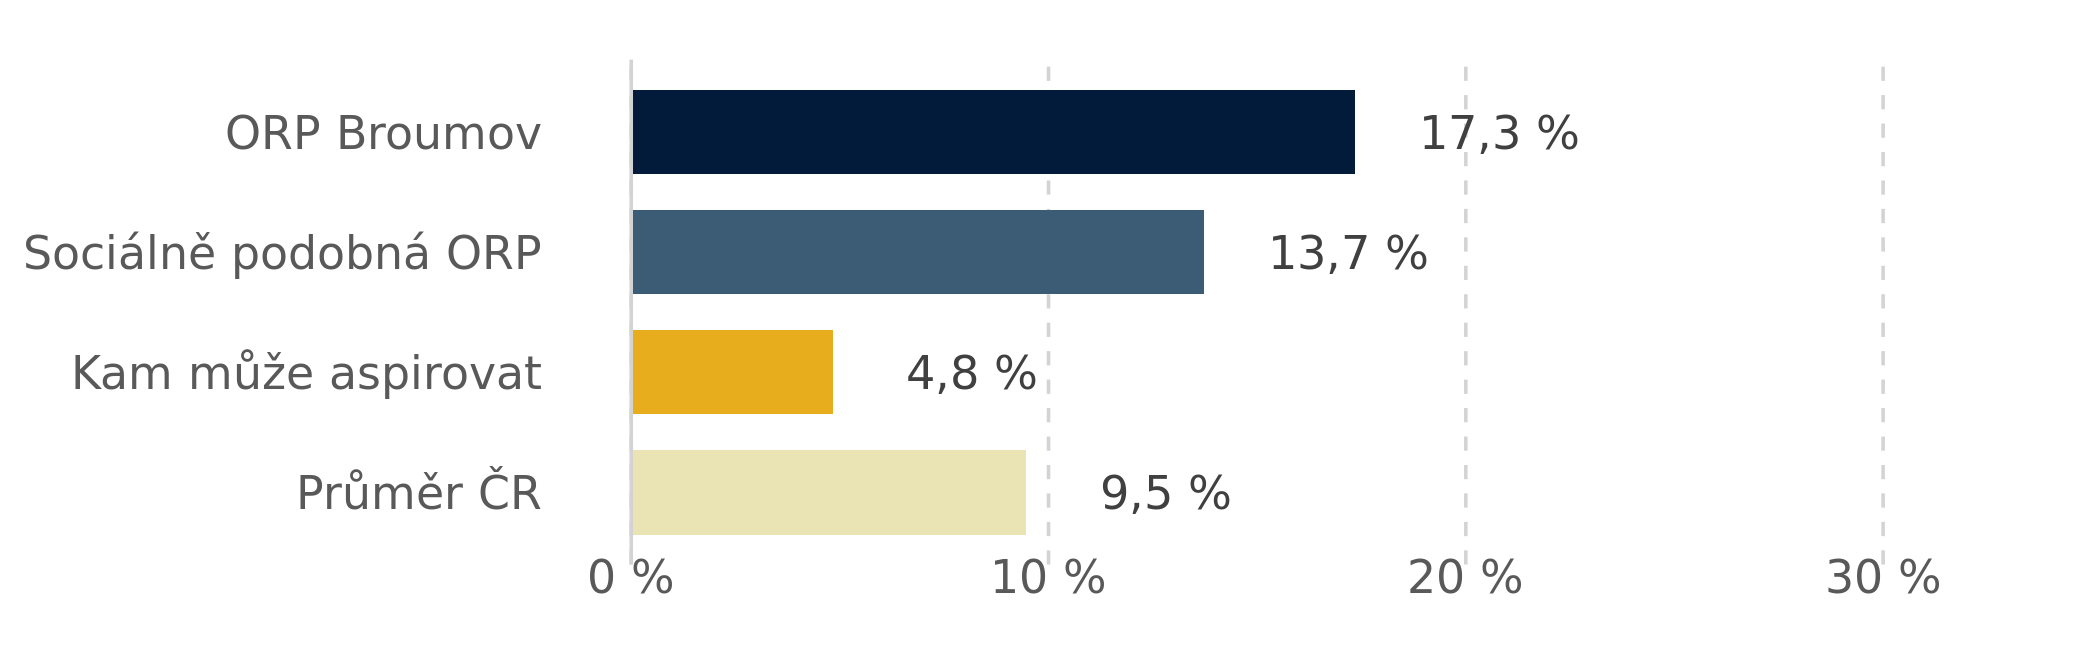 ORP Broumov 17,3 %
Sociálně podobná ORP 13,7 %
Kam může aspirovat 4,8 %
Průměr ČR 9,5 %
0 % 10 % 20 % 30 %